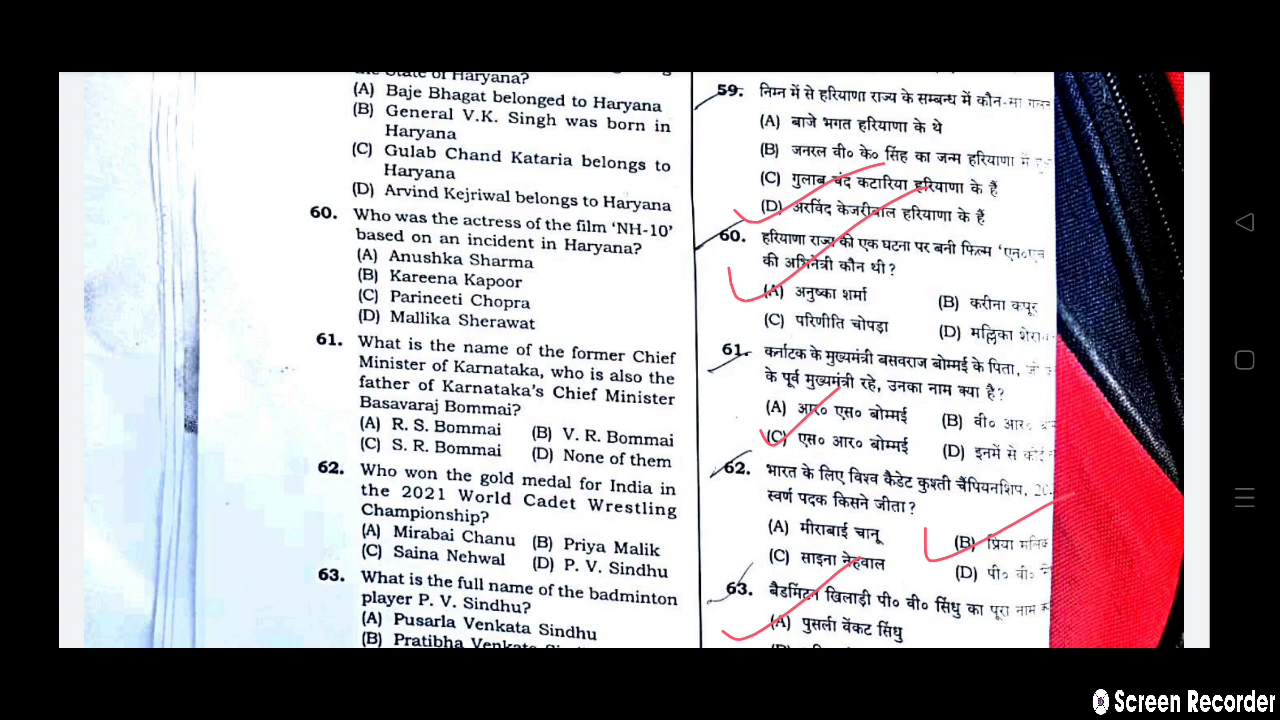 the State of Haryana?
(A) Baje Bhagat belonged to Haryana
(B) General V.K. Singh was born in
Haryana
(C) Gulab Chand Kataria belongs to
Haryana
(D) Arvind Kejriwal belongs to Haryana
60. Who was the actress of the film ‘NH-10’
based on an incident in Haryana?
(A) Anushka Sharma
(B) Kareena Kapoor
(C) Parineeti Chopra
(D) Mallika Sherawat
61. What is the name of the former Chief
Minister of Karnataka, who is also the
father of Karnataka's Chief Minister
Basavaraj Bommai?
(A) R. S. Bommai (B) V. R. Bommai
(C) S. R. Bommai (D) None of them
62. Who won the gold medal for India in
the 2021 World Cadet Wrestling
Championship?
(A) Mirabai Chanu (B) Priya Malik
(C) Saina Nehwal (D) P. V. Sindhu
63. What is the full name of the badminton
player P. V. Sindhu?
(A) Pusarla Venkata Sindhu
(B) Pratibha Venkata
59. निम्न में से हरियाणा राज्य के सम्बन्ध में कौन-सा
(A) बाजे भगत हरियाणा के थे
(B) जनरल वी० के० सिंह का जन्म हरियाणा में
(C) गुलाब चंद कटारिया हरियाणा के हैं
(D) अरविंद केजरीवाल हरियाणा के हैं
60. हरियाणा राज्य की एक घटना पर बनी फिल्म ‘एन०एच
की अभिनेत्री कौन थी?
(A) अनुष्का शर्मा (B) करीना कपूर
(C) परिणीति चोपड़ा (D) मल्लिका शेरा
61. कर्नाटक के मुख्यमंत्री बसवराज बोम्मई के पिता,
के पूर्व मुख्यमंत्री रहे, उनका नाम क्या है?
(A) आर० एस० बोम्मई (B) वी० आर०
(C) एस० आर० बोम्मई (D) इनमें से कोई
62. भारत के लिए विश्व कैडेट कुश्ती चैंपियनशिप, 20
स्वर्ण पदक किसने जीता?
(A) मीराबाई चानू (B) प्रिया मलिक
(C) साइना नेहवाल (D) पी० वी०
63. बैडमिंटन खिलाड़ी पी० वी० सिंधु का पूरा नाम
(A) पुसर्ला वेंकट सिंधु
Screen Recorder